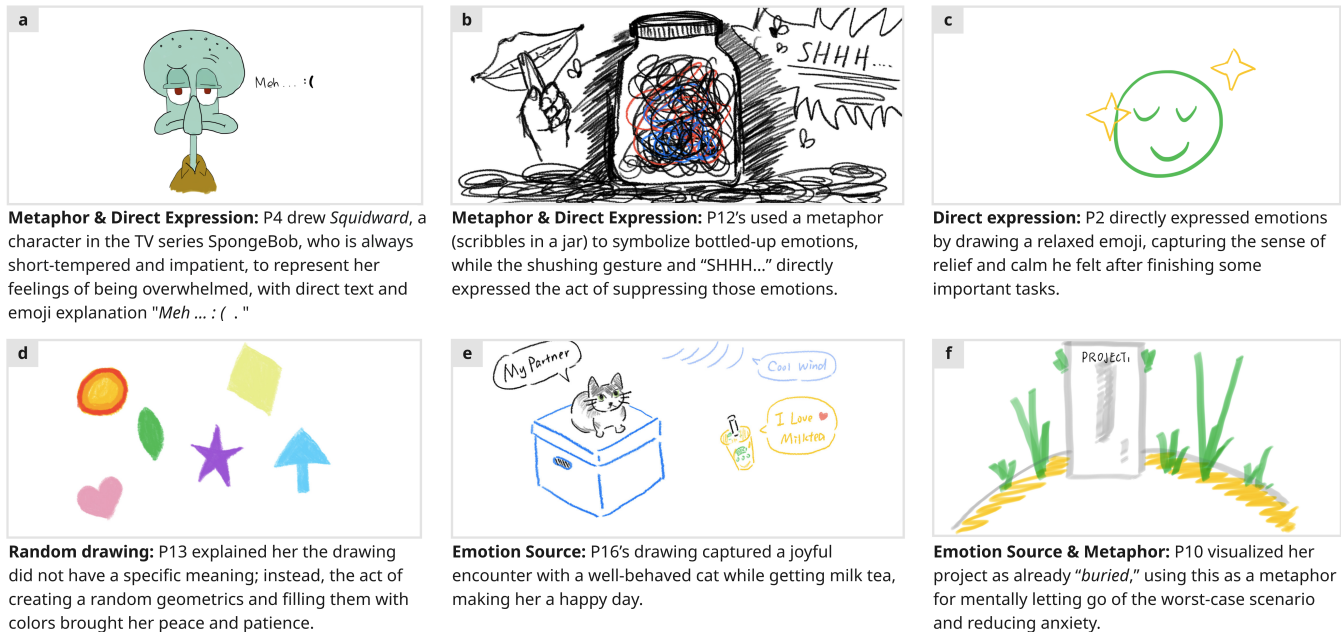 a
Meh... :(
Metaphor & Direct Expression: P4 drew Squidward, a
character in the TV series SpongeBob, who is always
short-tempered and impatient, to represent her
feelings of being overwhelmed, with direct text and
emoji explanation "Meh ... : (  . "
b
SHHH....
Metaphor & Direct Expression: P12’s used a metaphor
(scribbles in a jar) to symbolize bottled-up emotions,
while the shushing gesture and “SHHH...” directly
expressed the act of suppressing those emotions.
c
Direct expression: P2 directly expressed emotions
by drawing a relaxed emoji, capturing the sense of
relief and calm he felt after finishing some
important tasks.
d
Random drawing: P13 explained her the drawing
did not have a specific meaning; instead, the act of
creating a random geometrics and filling them with
colors brought her peace and patience.
e
My Partner
Cool Wind
I Love
Milktea
Emotion Source: P16’s drawing captured a joyful
encounter with a well-behaved cat while getting milk tea,
making her a happy day.
f
PROJECT1
Emotion Source & Metaphor: P10 visualized her
project as already “buried,” using this as a metaphor
for mentally letting go of the worst-case scenario
and reducing anxiety.